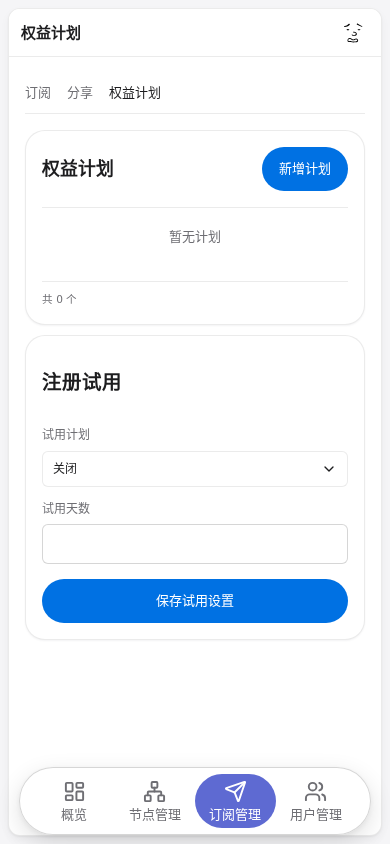 权益计划
订阅 分享 权益计划
权益计划 新增计划
暂无计划
共 0 个
注册试用
试用计划
关闭
试用天数
保存试用设置
概览 节点管理 订阅管理 用户管理